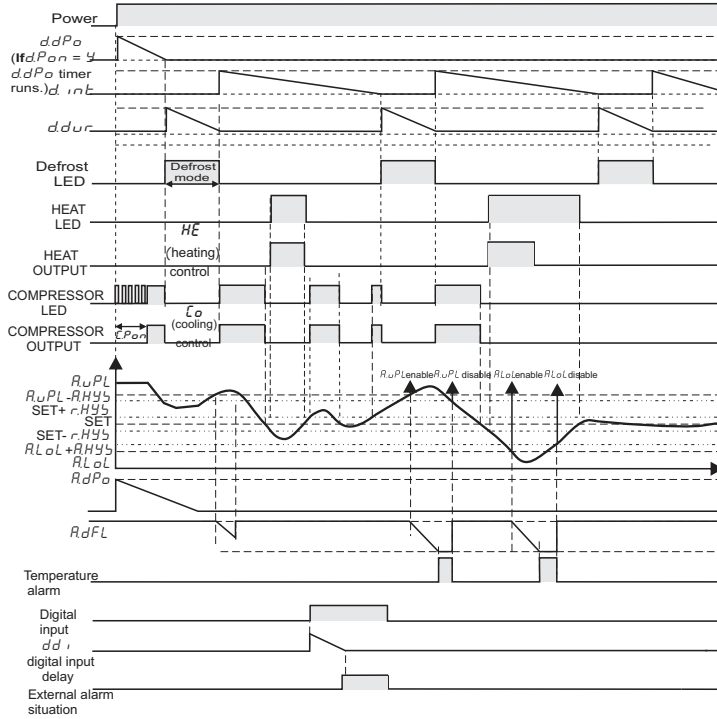 Power
d.dPo
(If d.Pon = y
d.dPo timer
runs.) d.int
d.dur
Defrost
LED
Defrost
mode
HEAT
LED
HE
HEAT
OUTPUT
(heating)
control
COMPRESSOR
LED
Co
COMPRESSOR
OUTPUT
C.Pon
(cooling)
control
A.uPL
A.uPL enable
A.uPL disable
A.LoL enable
A.LoL disable
A.uPL-A.HYS
SET+ r.HYS
SET
SET- r.HYS
A.LoL+A.HYS
A.LoL
A.dPo
A.dFL
Temperature
alarm
Digital
input
ddi
digital input
delay
External alarm
situation